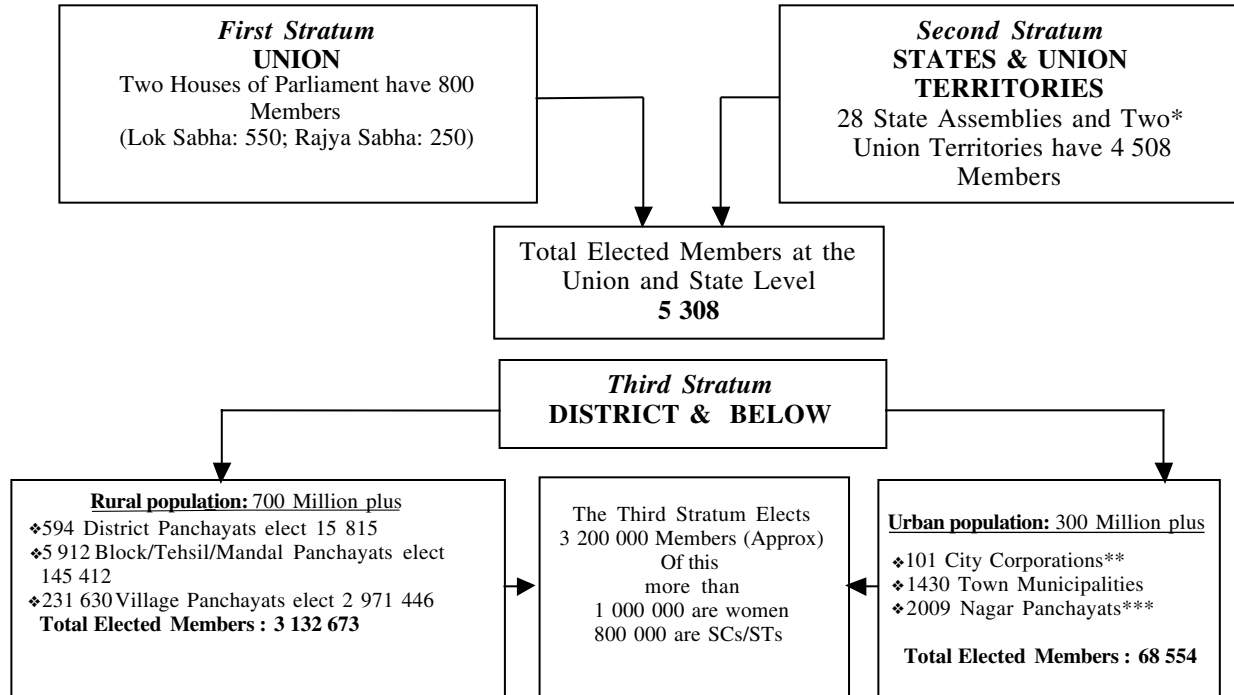 First Stratum
UNION
Two Houses of Parliament have 800
Members
(Lok Sabha: 550; Rajya Sabha: 250)
Second Stratum
STATES & UNION
TERRITORIES
28 State Assemblies and Two*
Union Territories have 4 508
Members
Total Elected Members at the
Union and State Level
5 308
Third Stratum
DISTRICT & BELOW
Rural population: 700 Million plus
❖594 District Panchayats elect 15 815
❖5 912 Block/Tehsil/Mandal Panchayats elect
145 412
❖231 630 Village Panchayats elect 2 971 446
Total Elected Members : 3 132 673
The Third Stratum Elects
3 200 000 Members (Approx)
Of this
more than
1 000 000 are women
800 000 are SCs/STs
Urban population: 300 Million plus
❖101 City Corporations**
❖1430 Town Municipalities
❖2009 Nagar Panchayats***
Total Elected Members : 68 554